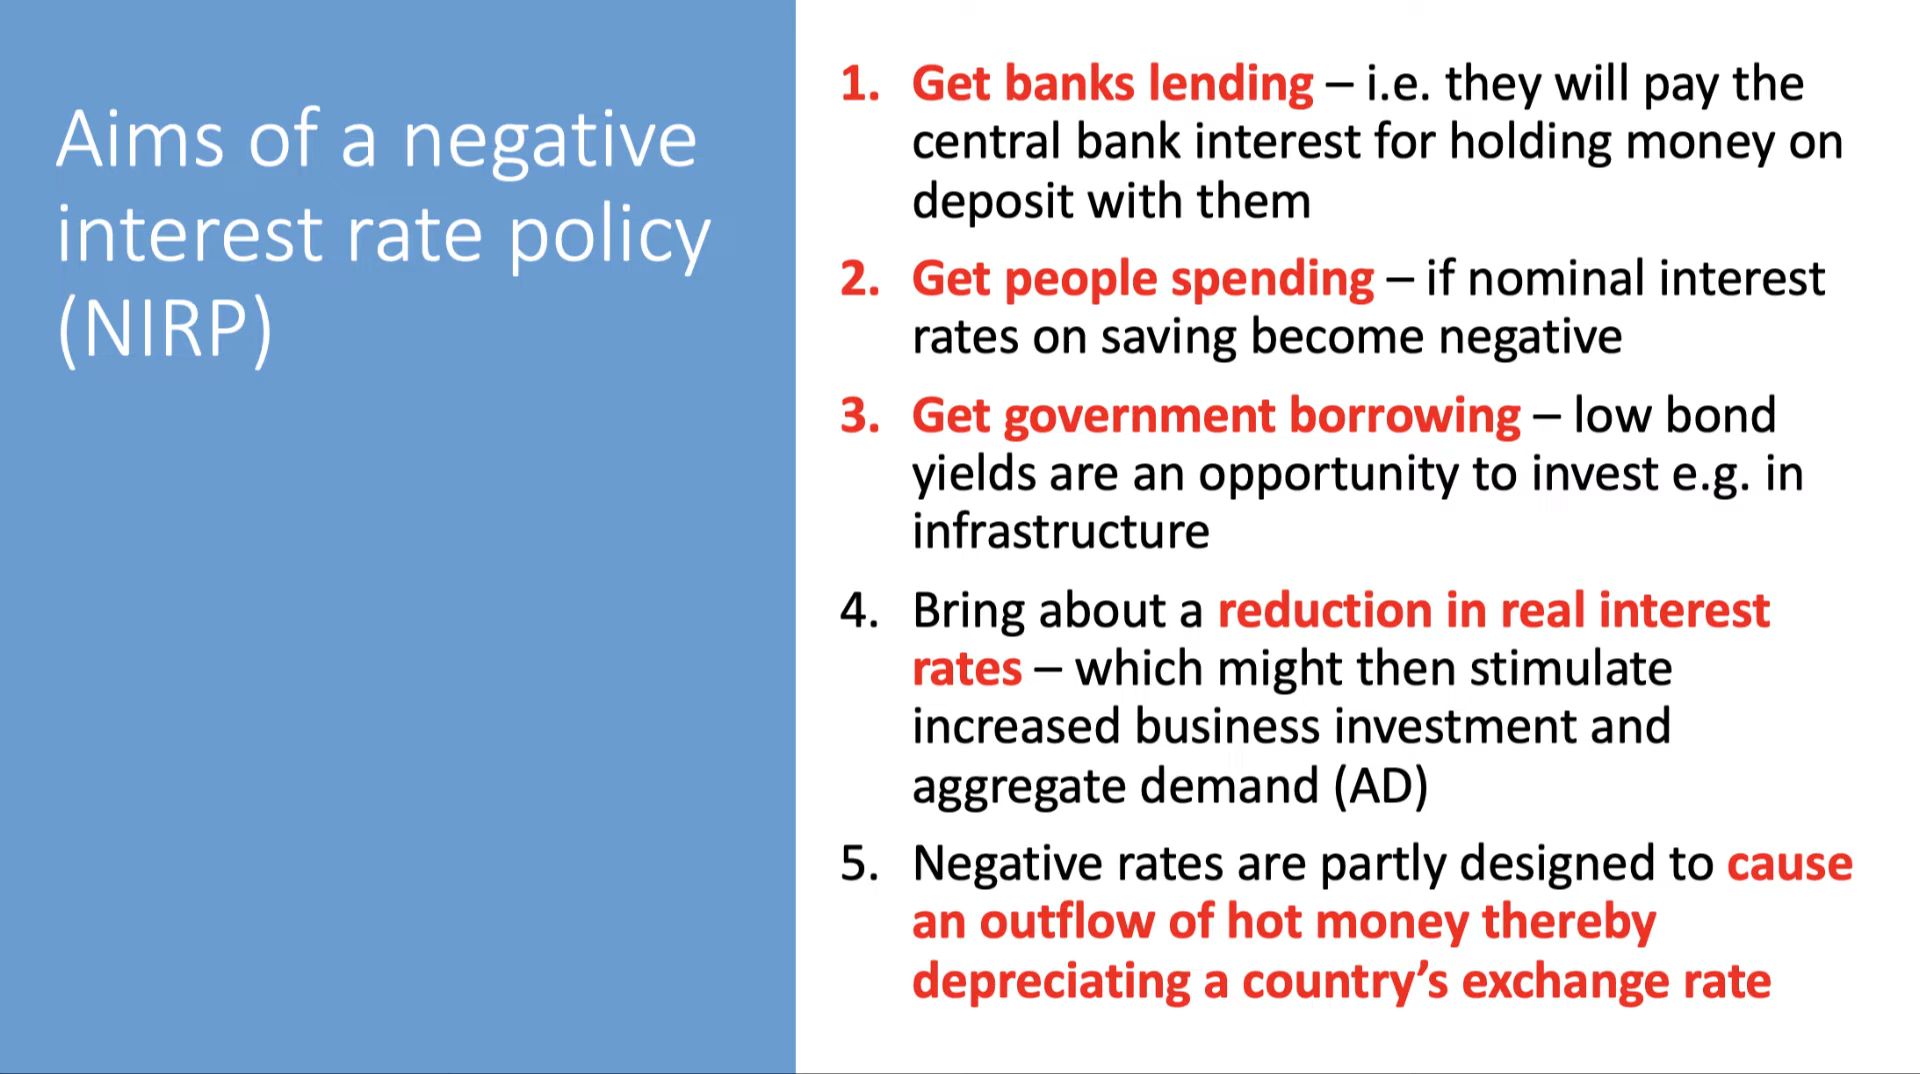 Aims of a negative
interest rate policy
(NIRP)
1. Get banks lending – i.e. they will pay the
central bank interest for holding money on
deposit with them
2. Get people spending – if nominal interest
rates on saving become negative
3. Get government borrowing – low bond
yields are an opportunity to invest e.g. in
infrastructure
4. Bring about a reduction in real interest
rates – which might then stimulate
increased business investment and
aggregate demand (AD)
5. Negative rates are partly designed to cause
an outflow of hot money thereby
depreciating a country’s exchange rate